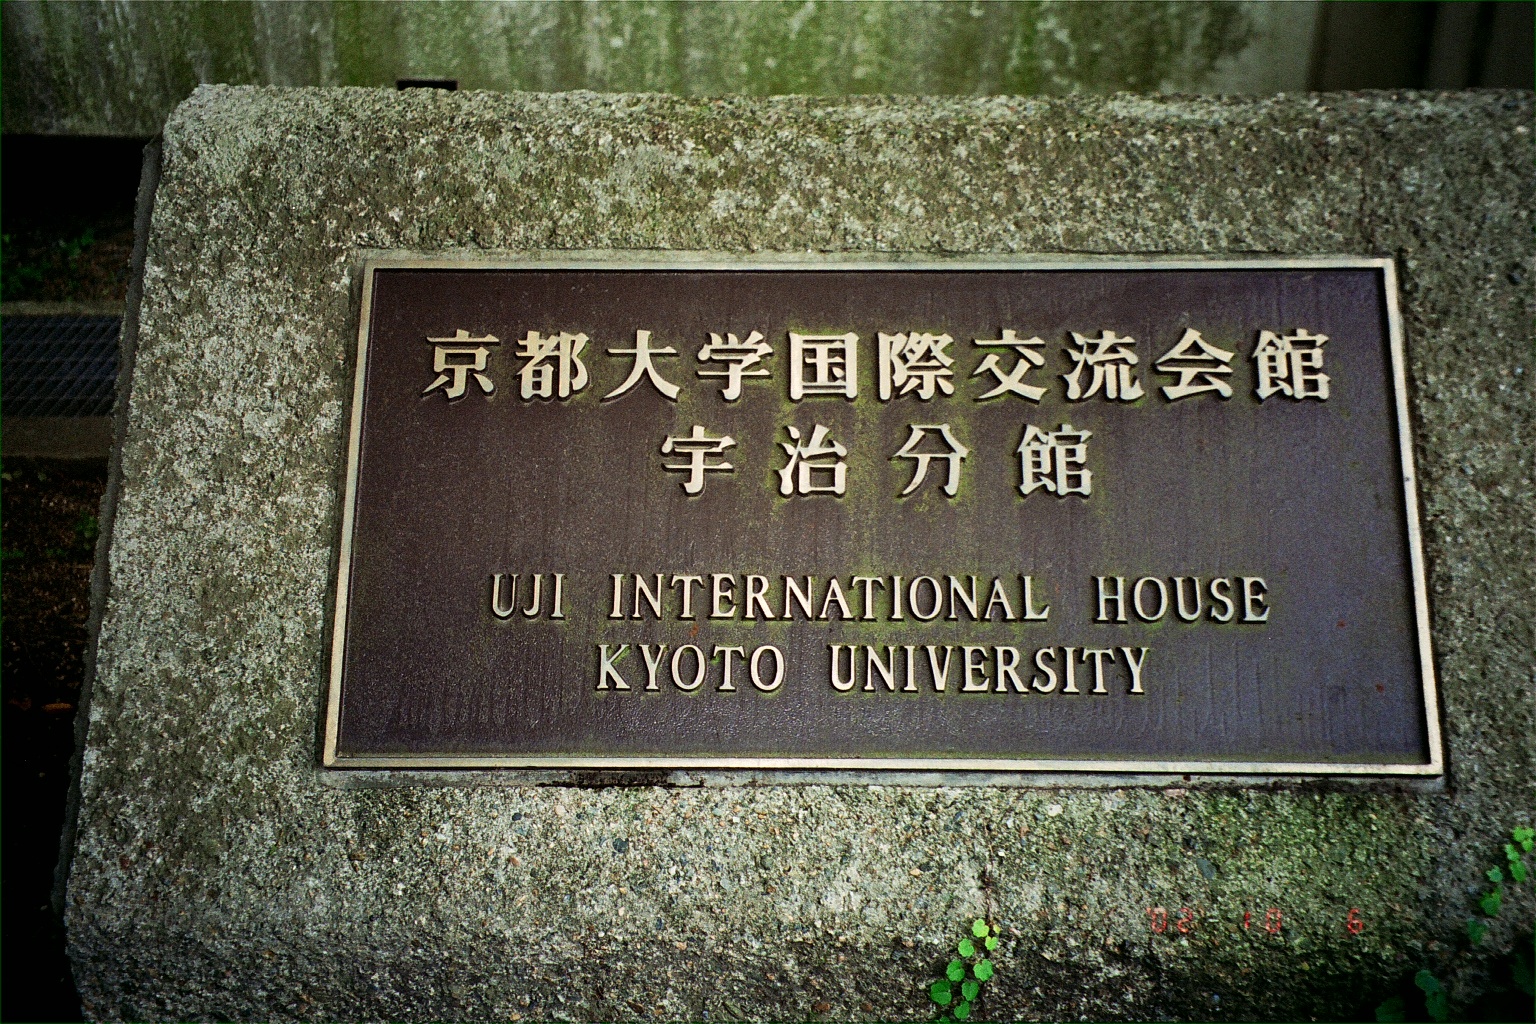 京都大学国際交流会館
宇治分館
UJI INTERNATIONAL HOUSE
KYOTO UNIVERSITY
'02 10 6